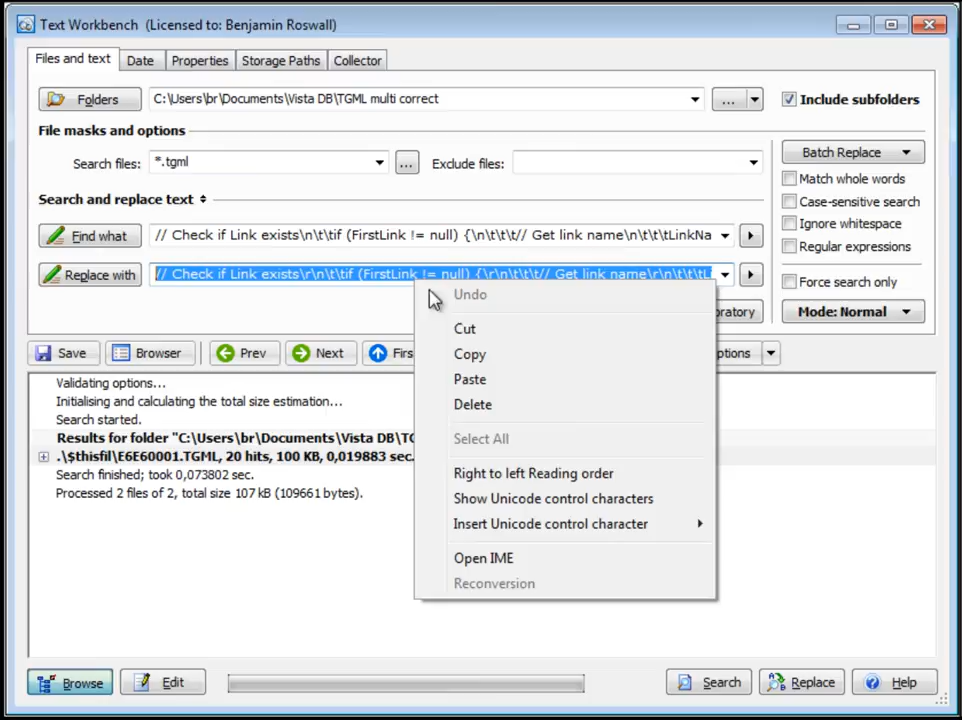 Text Workbench  (Licensed to: Benjamin Roswall)
Files and text
Date
Properties
Storage Paths
Collector
Folders
C:\Users\br\Documents\Vista DB\TGML multi correct
...
Include subfolders
File masks and options
Search files:
*.tgml
...
Exclude files:
Batch Replace
Match whole words
Search and replace text
Case-sensitive search
Ignore whitespace
Find what
// Check if Link exists\n\t\tif (FirstLink != null) {\n\t\t\t// Get link name\n\t\t\tLinkNa
Regular expressions
Replace with
// Check if Link exists\r\n\t\tif (FirstLink != null) {\r\n\t\t\t// Get link name\r\n\t\t\tL
Force search only
Mode: Normal
Undo
Cut
Copy
Paste
Delete
Select All
Right to left Reading order
Show Unicode control characters
Insert Unicode control character
Open IME
Reconversion
oratory
Save
Browser
Prev
Next
Firs
ptions
Validating options...
Initialising and calculating the total size estimation...
Search started.
Results for folder "C:\Users\br\Documents\Vista DB\TG
.\$thisfil\E6E60001.TGML, 20 hits, 100 KB, 0,019883 sec.
Search finished; took 0,073802 sec.
Processed 2 files of 2, total size 107 kB (109661 bytes).
Browse
Edit
Search
Replace
Help